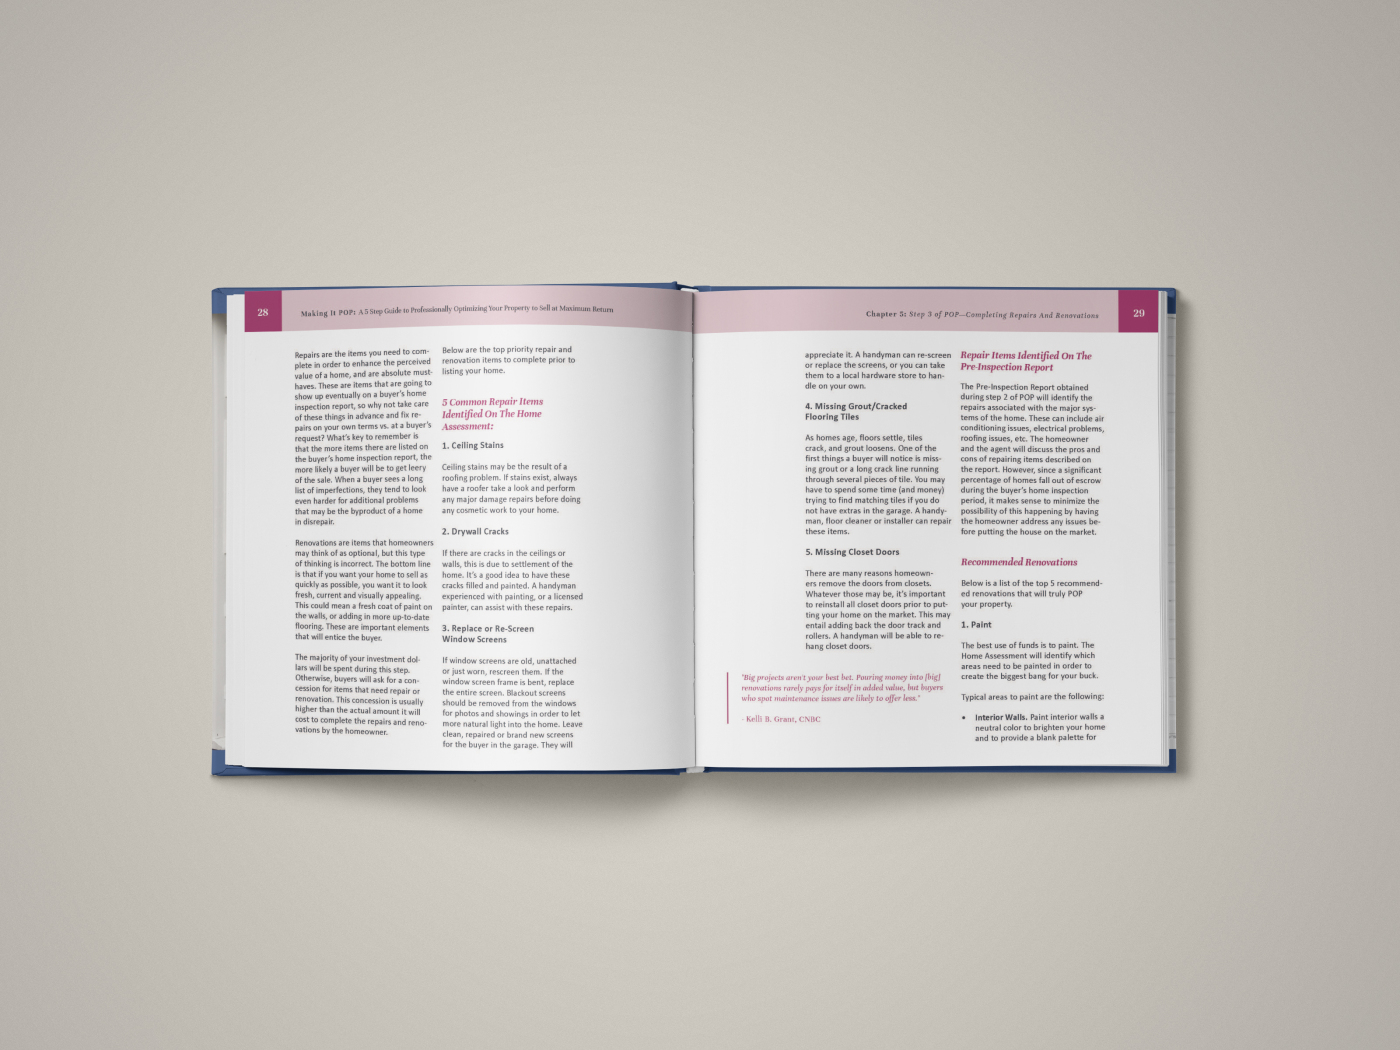 28
Making It POP: A 5 Step Guide to Professionally Optimizing Your Property to Sell at Maximum Return
Repairs are the items you need to com-
plete in order to enhance the perceived
value of a home, and are absolute must-
haves. These are items that are going to
show up eventually on a buyer's home
inspection report, so why not take care
of these things in advance and fix re-
pairs on your own terms vs. at a buyer's
request? What's key to remember is
that the more items there are listed on
the buyer's home inspection report, the
more likely a buyer will be to get leery
of the sale. When a buyer sees a long
list of imperfections, they tend to look
even harder for additional problems
that may be the byproduct of a home
in disrepair.
Renovations are items that homeowners
may think of as optional, but this type
of thinking is incorrect. The bottom line
is that if you want your home to sell as
quickly as possible, you want it to look
fresh, current and visually appealing.
This could mean a fresh coat of paint on
the walls, or adding in more up-to-date
flooring. These are important elements
that will entice the buyer.
The majority of your investment dol-
lars will be spent during this step.
Otherwise, buyers will ask for a con-
cession for items that need repair or
renovation. This concession is usually
higher than the actual amount it will
cost to complete the repairs and reno-
vations by the homeowner.
Below are the top priority repair and
renovation items to complete prior to
listing your home.
5 Common Repair Items
Identified On The Home
Assessment:
1. Ceiling Stains
Ceiling stains may be the result of a
roofing problem. If stains exist, always
have a roofer take a look and perform
any major damage repairs before doing
any cosmetic work to your home.
2. Drywall Cracks
If there are cracks in the ceilings or
walls, this is due to settlement of the
home. It's a good idea to have these
cracks filled and painted. A handyman
experienced with painting, or a licensed
painter, can assist with these repairs.
3. Replace or Re-Screen
Window Screens
If window screens are old, unattached
or just worn, rescreen them. If the
window screen frame is bent, replace
the entire screen. Blackout screens
should be removed from the windows
for photos and showings in order to let
more natural light into the home. Leave
clean, repaired or brand new screens
for the buyer in the garage. They will
Chapter 5: Step 3 of POP—Completing Repairs And Renovations
29
appreciate it. A handyman can re-screen
or replace the screens, or you can take
them to a local hardware store to han-
dle on your own.
4. Missing Grout/Cracked
Flooring Tiles
As homes age, floors settle, tiles
crack, and grout loosens. One of the
first things a buyer will notice is miss-
ing grout or a long crack line running
through several pieces of tile. You may
have to spend some time (and money)
trying to find matching tiles if you do
not have extras in the garage. A handy-
man, floor cleaner or installer can repair
these items.
5. Missing Closet Doors
There are many reasons homeown-
ers remove the doors from closets.
Whatever those may be, it's important
to reinstall all closet doors prior to put-
ting your home on the market. This may
entail adding back the door track and
rollers. A handyman will be able to re-
hang closet doors.
"Big projects aren't your best bet. Pouring money into [big]
renovations rarely pays for itself in added value, but buyers
who spot maintenance issues are likely to offer less."
- Kelli B. Grant, CNBC
Repair Items Identified On The
Pre-Inspection Report
The Pre-Inspection Report obtained
during step 2 of POP will identify the
repairs associated with the major sys-
tems of the home. These can include air
conditioning issues, electrical problems,
roofing issues, etc. The homeowner
and the agent will discuss the pros and
cons of repairing items described on
the report. However, since a significant
percentage of homes fall out of escrow
during the buyer's home inspection
period, it makes sense to minimize the
possibility of this happening by having
the homeowner address any issues be-
fore putting the house on the market.
Recommended Renovations
Below is a list of the top 5 recommend-
ed renovations that will truly POP
your property.
1. Paint
The best use of funds is to paint. The
Home Assessment will identify which
areas need to be painted in order to
create the biggest bang for your buck.
Typical areas to paint are the following:
• Interior Walls. Paint interior walls a
neutral color to brighten your home
and to provide a blank palette for